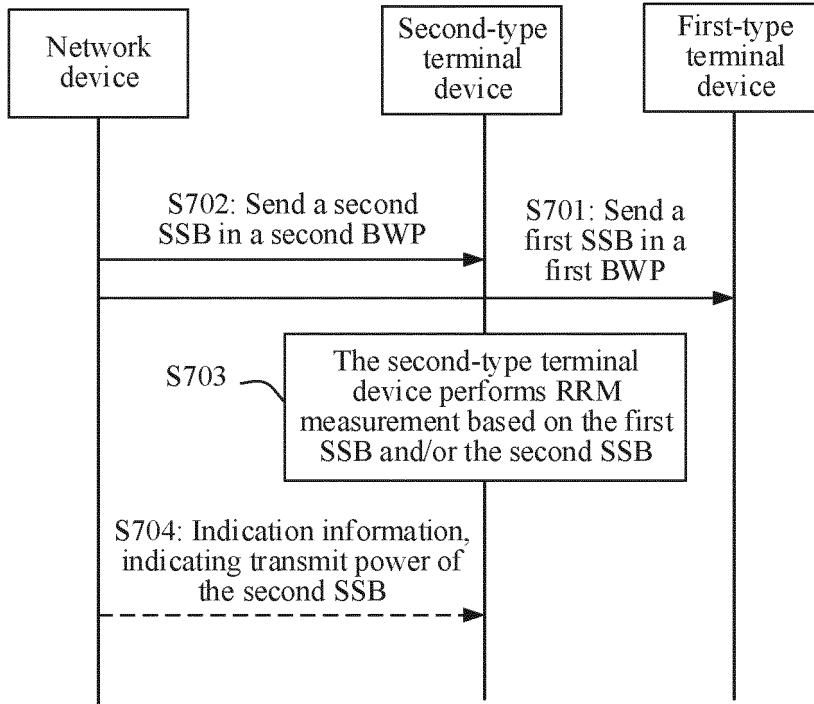 Network
device
Second-type
terminal
device
First-type
terminal
device
S702: Send a second
SSB in a second BWP
S701: Send a
first SSB in a
first BWP
S703
The second-type terminal
device performs RRM
measurement based on the first
SSB and/or the second SSB
S704: Indication information,
indicating transmit power of
the second SSB